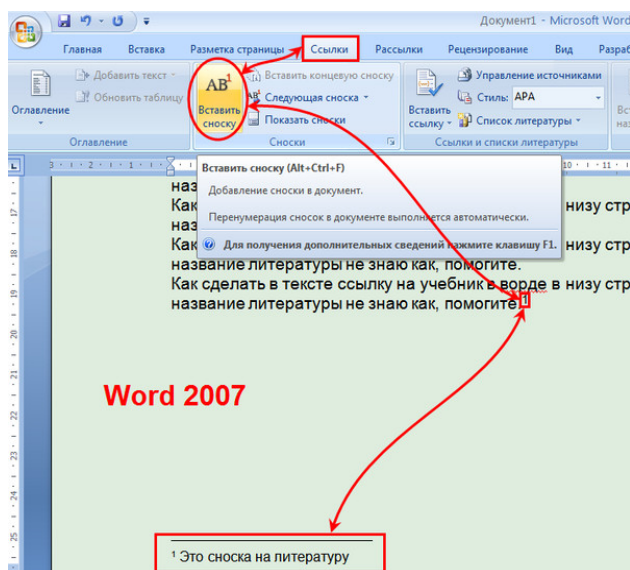 Документ1 - Microsoft Word
Главная Вставка Разметка страницы Ссылки Рассылки Рецензирование Вид Разраб
Оглавление
Добавить текст
Обновить таблицу
Оглавление
AB¹
Вставить сноску
Вставить концевую сноску
Следующая сноска
Показать сноски
Сноски
Вставить ссылку
Управление источниками
Стиль: APA
Список литературы
Ссылки и списки литературы
Вставить сноску (Alt+Ctrl+F)
Добавление сноски в документ.
Перенумерация сносок в документе выполняется автоматически.
Для получения дополнительных сведений нажмите клавишу F1.
наз
Как низу стр
наз
Как низу стр
название литературы не знаю как, помогите.
Как сделать в тексте ссылку на учебник в ворде в низу стр
название литературы не знаю как, помогите.¹
Word 2007
¹ Это сноска на литературу